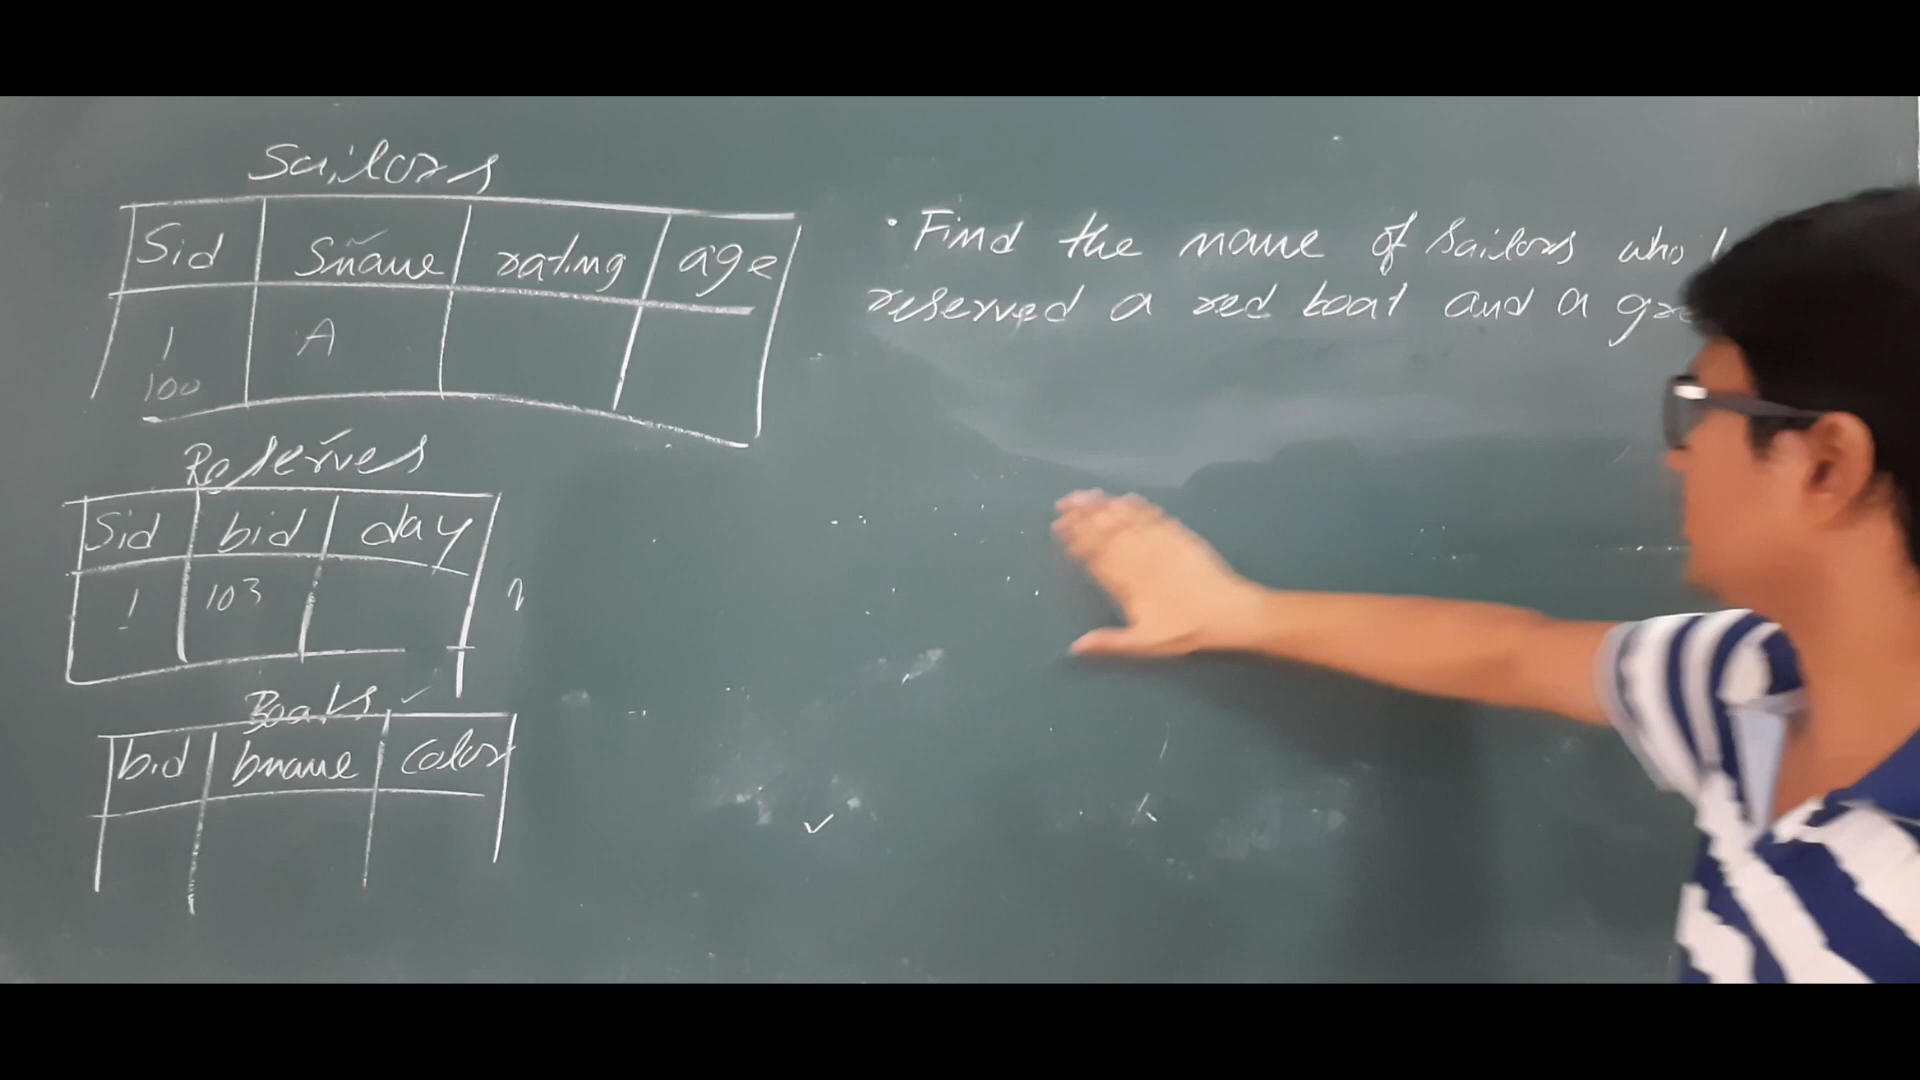 Sailors
Sid Sname rating age
1 A
100
Reserves
Sid bid day
1 103
Boats
bid bname color
• Find the name of sailors who
reserved a red boat and a gre